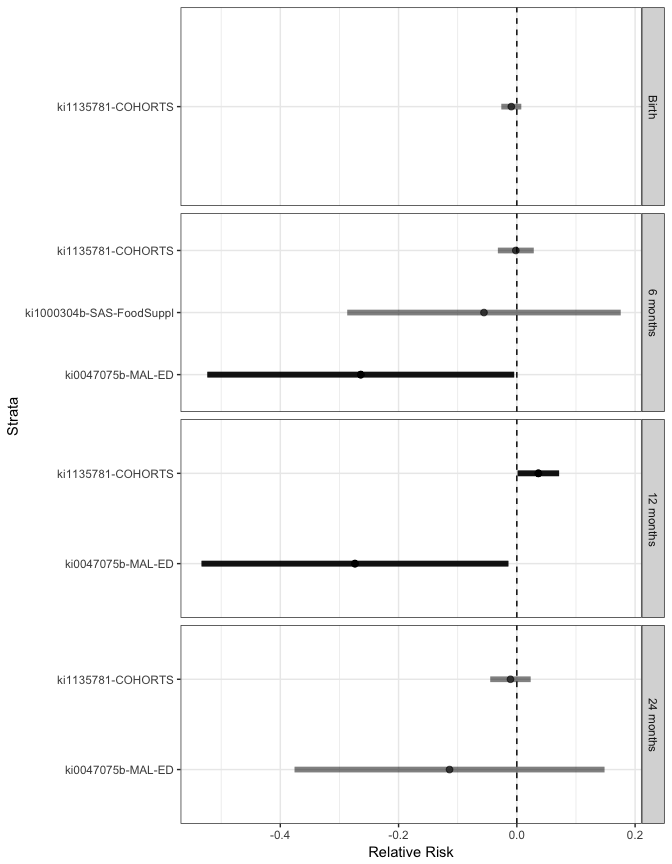 Birth
ki1135781-COHORTS
6 months
ki1135781-COHORTS
ki1000304b-SAS-FoodSuppl
ki0047075b-MAL-ED
12 months
ki1135781-COHORTS
ki0047075b-MAL-ED
24 months
ki1135781-COHORTS
ki0047075b-MAL-ED
Strata
-0.4 -0.2 0.0 0.2
Relative Risk